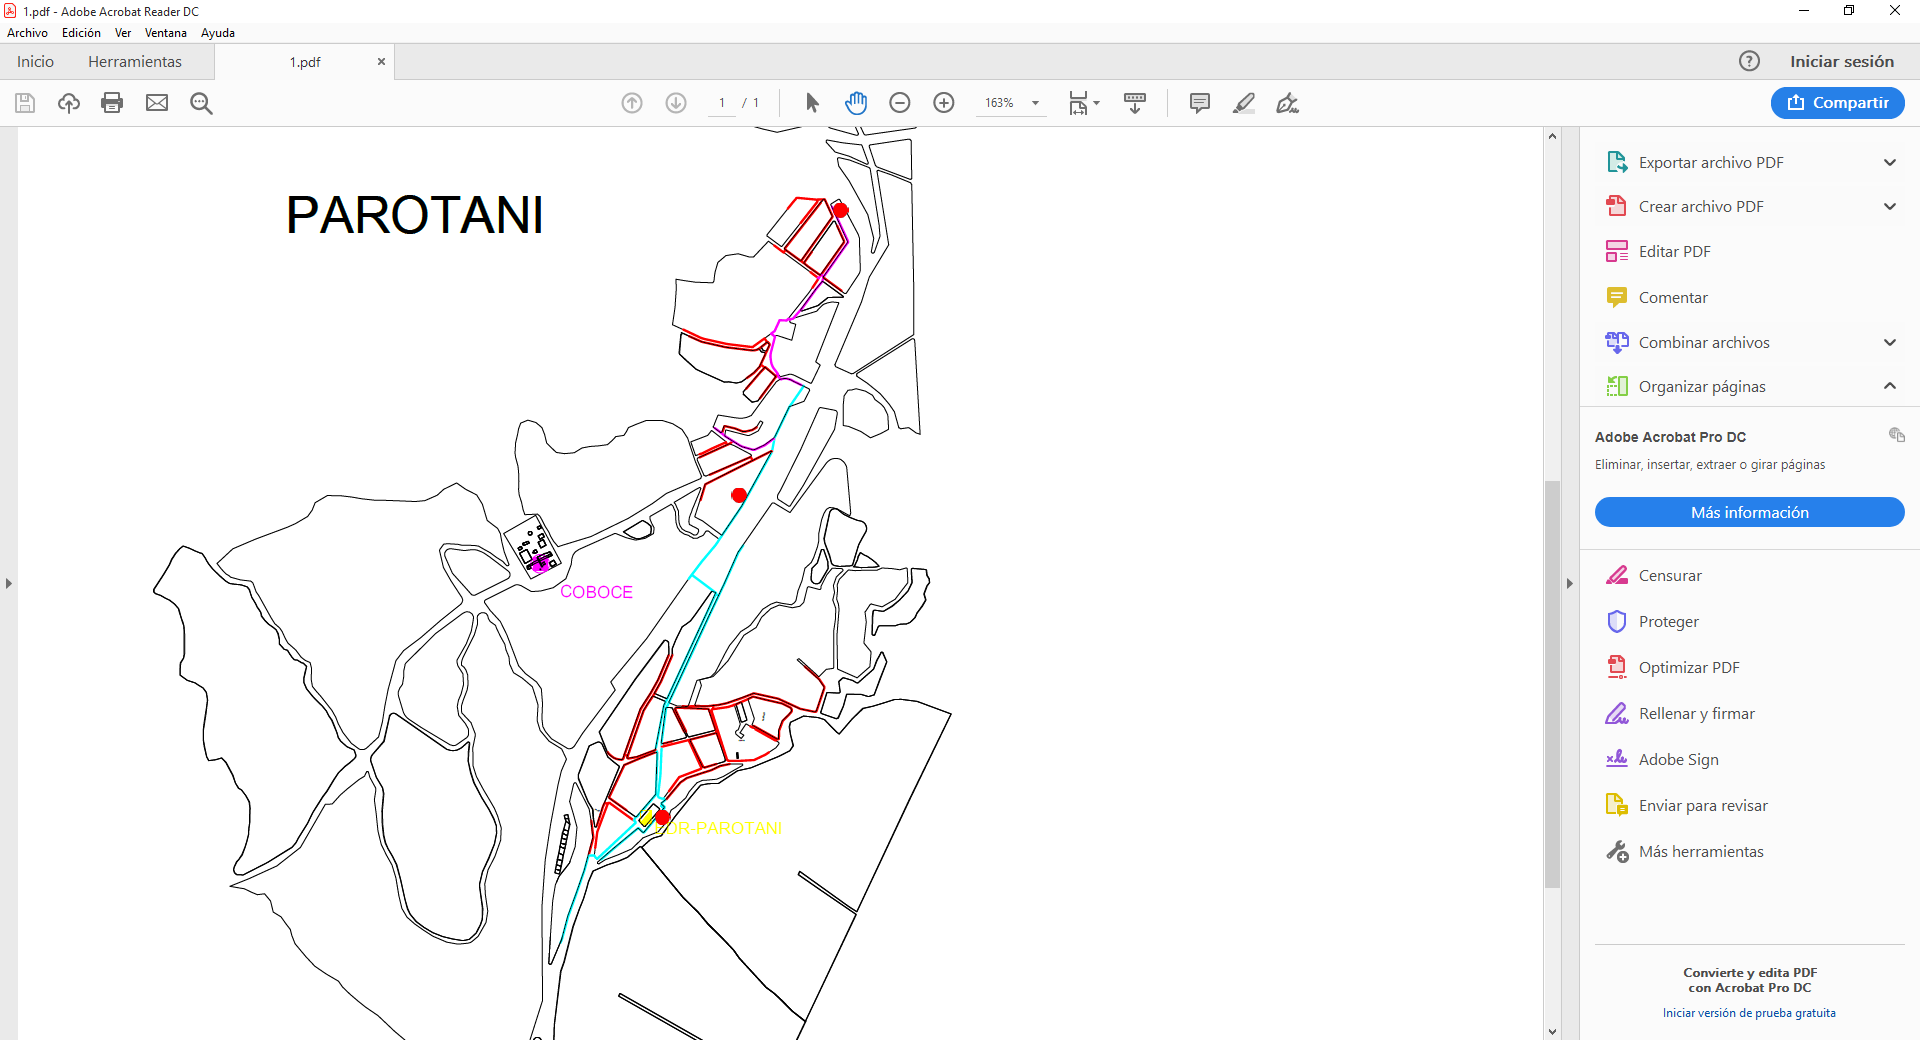 1.pdf - Adobe Acrobat Reader DC
Archivo Edición Ver Ventana Ayuda
Inicio Herramientas 1.pdf × ? Iniciar sesión
1 / 1 163% Compartir
PAROTANI
COBOCE
OR-PAROTANI
Exportar archivo PDF
Crear archivo PDF
Editar PDF
Comentar
Combinar archivos
Organizar páginas
Adobe Acrobat Pro DC
Eliminar, insertar, extraer o girar páginas
Más información
Censurar
Proteger
Optimizar PDF
Rellenar y firmar
Adobe Sign
Enviar para revisar
Más herramientas
Convierte y edita PDF
con Acrobat Pro DC
Iniciar versión de prueba gratuita